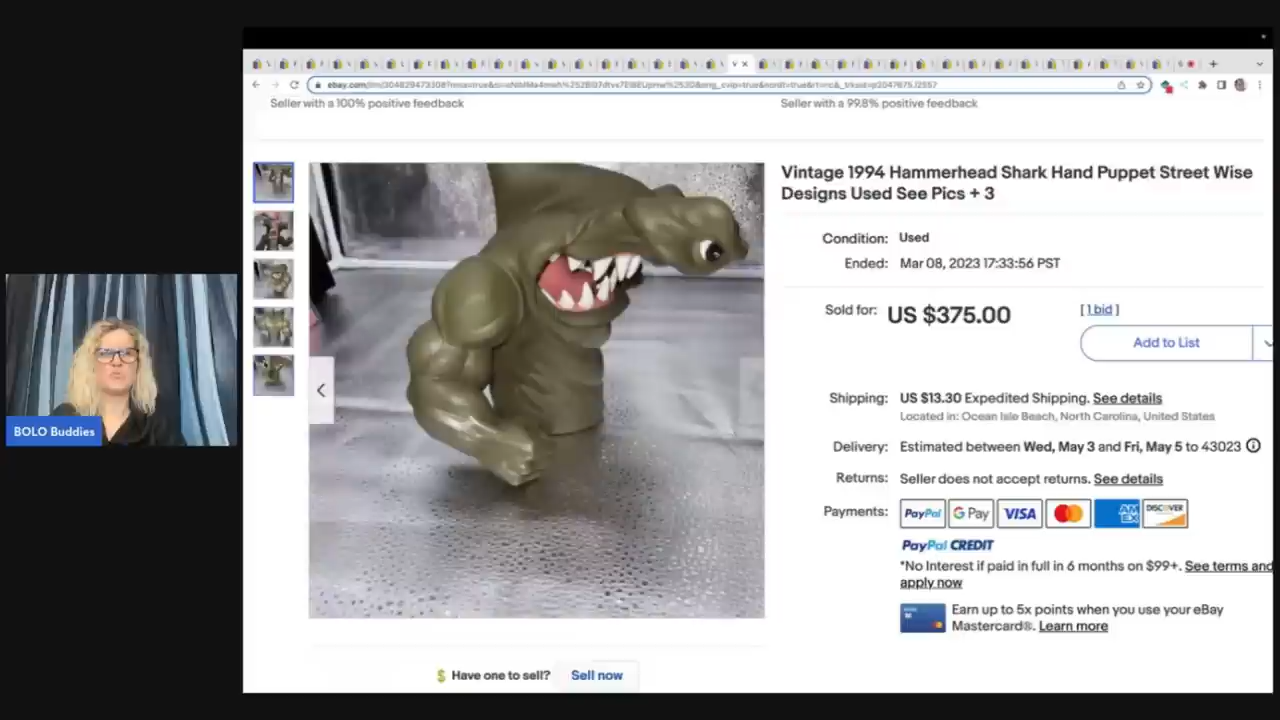 Seller with a 100% positive feedback
Seller with a 99.8% positive feedback
Vintage 1994 Hammerhead Shark Hand Puppet Street Wise
Designs Used See Pics + 3
Condition: Used
Ended: Mar 08, 2023 17:33:56 PST
Sold for: US $375.00 [ 1 bid ]
Add to List
Shipping: US $13.30 Expedited Shipping. See details
Located in: Ocean Isle Beach, North Carolina, United States
Delivery: Estimated between Wed, May 3 and Fri, May 5 to 43023
Returns: Seller does not accept returns. See details
Payments: PayPal G Pay VISA AM EX DISCOVER
PayPal CREDIT
*No Interest if paid in full in 6 months on $99+. See terms and
apply now
Earn up to 5x points when you use your eBay
Mastercard®. Learn more
Have one to sell? Sell now
BOLO Buddies